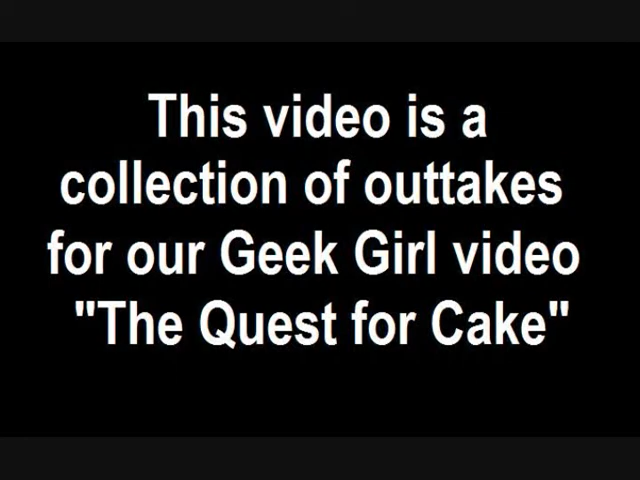 This video is a
collection of outtakes
for our Geek Girl video
"The Quest for Cake"